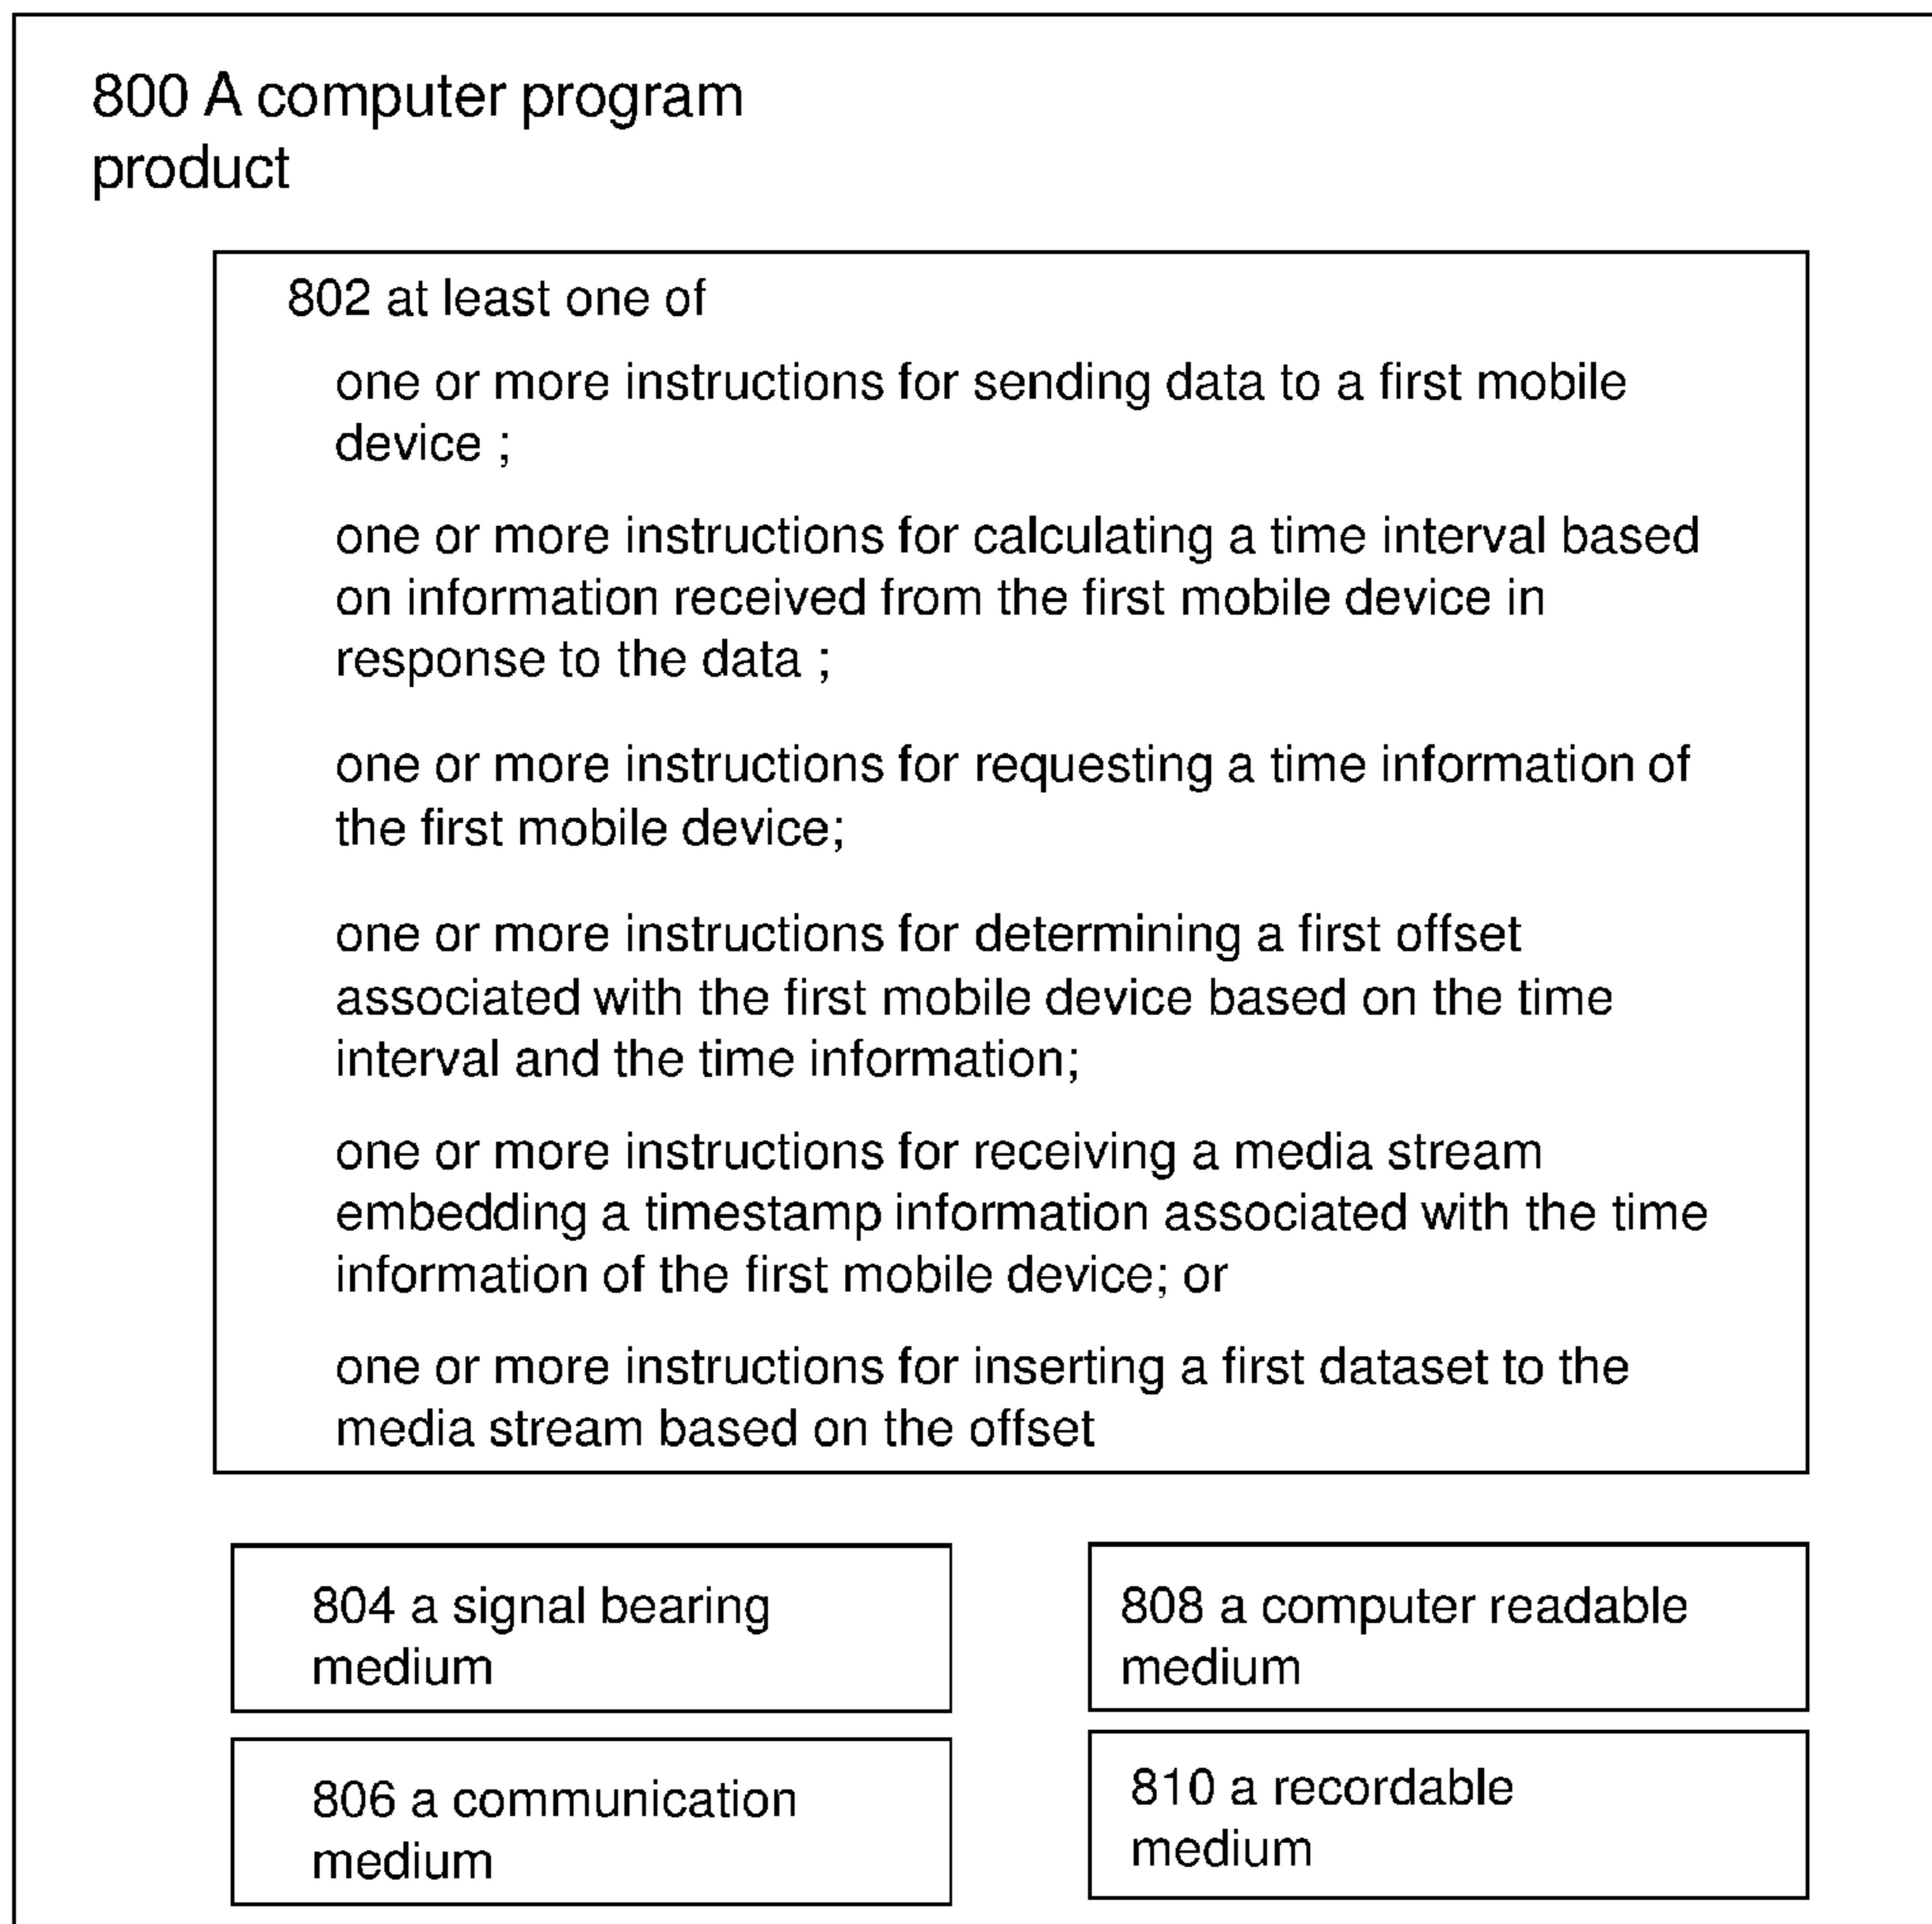 800 A computer program
product
802 at least one of
one or more instructions for sending data to a first mobile
device ;
one or more instructions for calculating a time interval based
on information received from the first mobile device in
response to the data ;
one or more instructions for requesting a time information of
the first mobile device;
one or more instructions for determining a first offset
associated with the first mobile device based on the time
interval and the time information;
one or more instructions for receiving a media stream
embedding a timestamp information associated with the time
information of the first mobile device; or
one or more instructions for inserting a first dataset to the
media stream based on the offset
804 a signal bearing
medium
808 a computer readable
medium
806 a communication
medium
810 a recordable
medium